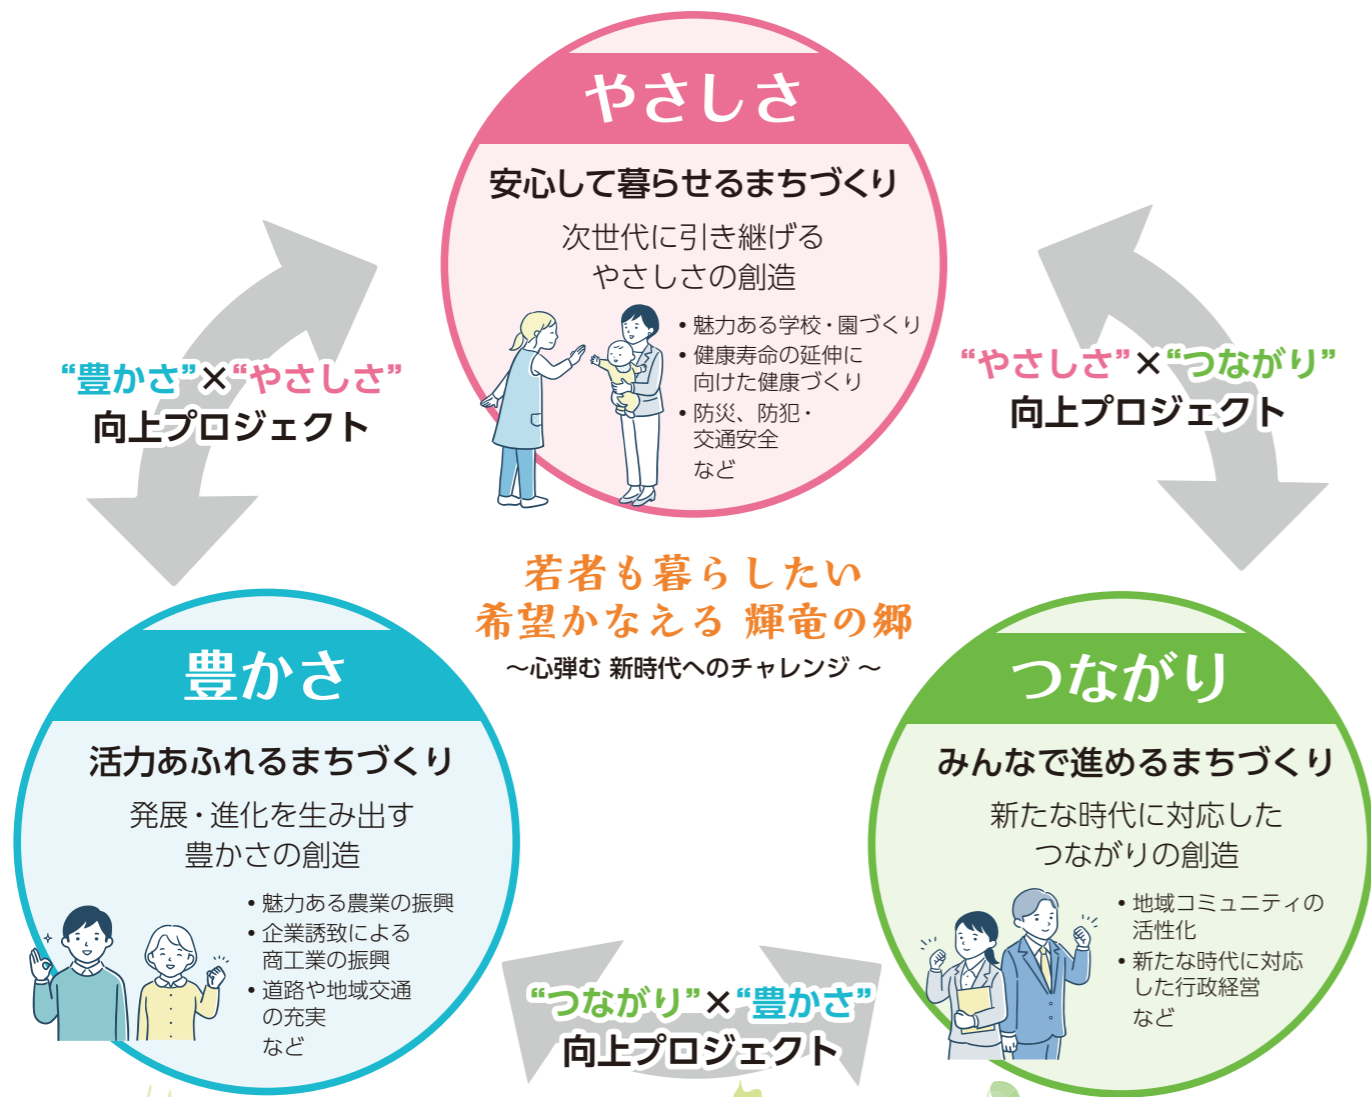 やさしさ
安心して暮らせるまちづくり
次世代に引き継げる
やさしさの創造
• 魅力ある学校・園づくり
• 健康寿命の延伸に
向けた健康づくり
• 防災、防犯・
交通安全
など
“豊かさ”×“やさしさ”
向上プロジェクト
“やさしさ”×“つながり”
向上プロジェクト
若者も暮らしたい
希望かなえる 輝竜の郷
～心弾む 新時代へのチャレンジ ～
豊かさ
活力あふれるまちづくり
発展・進化を生み出す
豊かさの創造
• 魅力ある農業の振興
• 企業誘致による
商工業の振興
• 道路や地域交通
の充実
など
つながり
みんなで進めるまちづくり
新たな時代に対応した
つながりの創造
• 地域コミュニティの
活性化
• 新たな時代に対応
した行政経営
など
“つながり”×“豊かさ”
向上プロジェクト